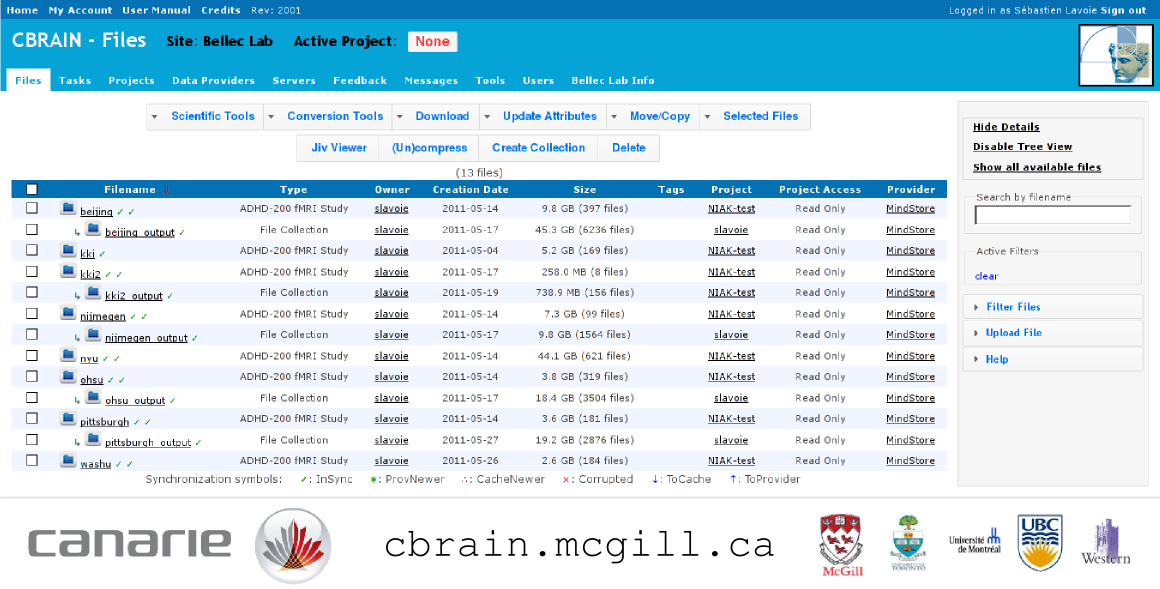 Home My Account User Manual Credits Rev: 2001 Logged in as Sébastien Lavoie Sign out
CBRAIN - Files Site: Bellec Lab Active Project: None
Files Tasks Projects Data Providers Servers Feedback Messages Tools Users Bellec Lab Info
Scientific Tools Conversion Tools Download Update Attributes Move/Copy Selected Files
Jiv Viewer (Un)compress Create Collection Delete
(13 files)
Filename ↓ Type Owner Creation Date Size Tags Project Project Access Provider
beijing ✓ ✓ ADHD-200 fMRI Study slavoie 2011-05-14 9.8 GB (397 files) NIAK-test Read Only MindStore
↳ beijing_output ✓ File Collection slavoie 2011-05-17 45.3 GB (6236 files) slavoie Read Only MindStore
kki ✓ ADHD-200 fMRI Study slavoie 2011-05-04 5.2 GB (169 files) NIAK-test Read Only MindStore
kki2 ✓ ✓ ADHD-200 fMRI Study slavoie 2011-05-17 258.0 MB (8 files) NIAK-test Read Only MindStore
↳ kki2_output ✓ File Collection slavoie 2011-05-19 738.9 MB (156 files) NIAK-test Read Only MindStore
nijmegen ✓ ✓ ADHD-200 fMRI Study slavoie 2011-05-14 7.3 GB (99 files) NIAK-test Read Only MindStore
↳ nijmegen_output ✓ File Collection slavoie 2011-05-17 9.8 GB (1564 files) slavoie Read Only MindStore
nyu ✓ ✓ ADHD-200 fMRI Study slavoie 2011-05-14 44.1 GB (621 files) NIAK-test Read Only MindStore
ohsu ✓ ✓ ADHD-200 fMRI Study slavoie 2011-05-14 3.8 GB (319 files) NIAK-test Read Only MindStore
↳ ohsu_output ✓ File Collection slavoie 2011-05-17 18.4 GB (3504 files) slavoie Read Only MindStore
pittsburgh ✓ ✓ ADHD-200 fMRI Study slavoie 2011-05-14 3.6 GB (181 files) NIAK-test Read Only MindStore
↳ pittsburgh_output ✓ File Collection slavoie 2011-05-27 19.2 GB (2876 files) slavoie Read Only MindStore
washu ✓ ✓ ADHD-200 fMRI Study slavoie 2011-05-26 2.6 GB (184 files) NIAK-test Read Only MindStore
Synchronization symbols: ✓: InSync ∗: ProvNewer ∴: CacheNewer ×: Corrupted ↓: ToCache ↑: ToProvider
Hide Details
Disable Tree View
Show all available files
Search by filename
Active Filters
clear
Filter Files
Upload File
Help
canarie
cbrain.mcgill.ca
McGill
UNIVERSITY OF
TORONTO
Université
de Montréal
UBC
Western